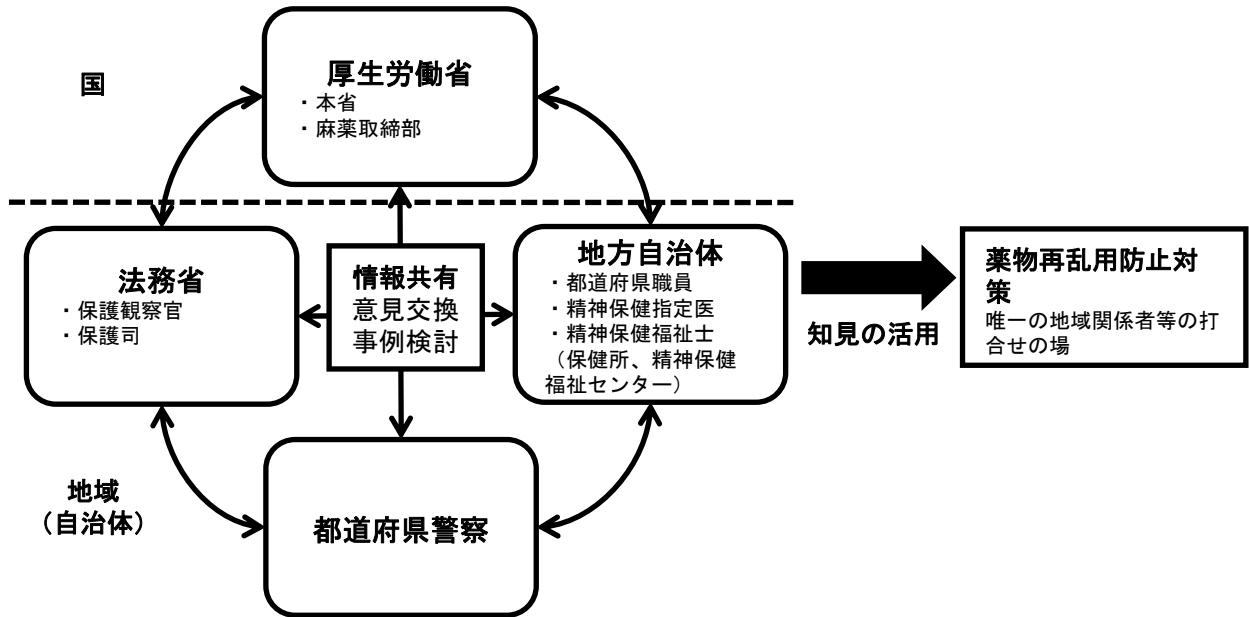 国
厚生労働省
・本省
・麻薬取締部
法務省
・保護観察官
・保護司
情報共有
意見交換
事例検討
地方自治体
・都道府県職員
・精神保健指定医
・精神保健福祉士
（保健所、精神保健
福祉センター）
知見の活用
薬物再乱用防止対
策
唯一の地域関係者等の打
合せの場
地域
（自治体）
都道府県警察